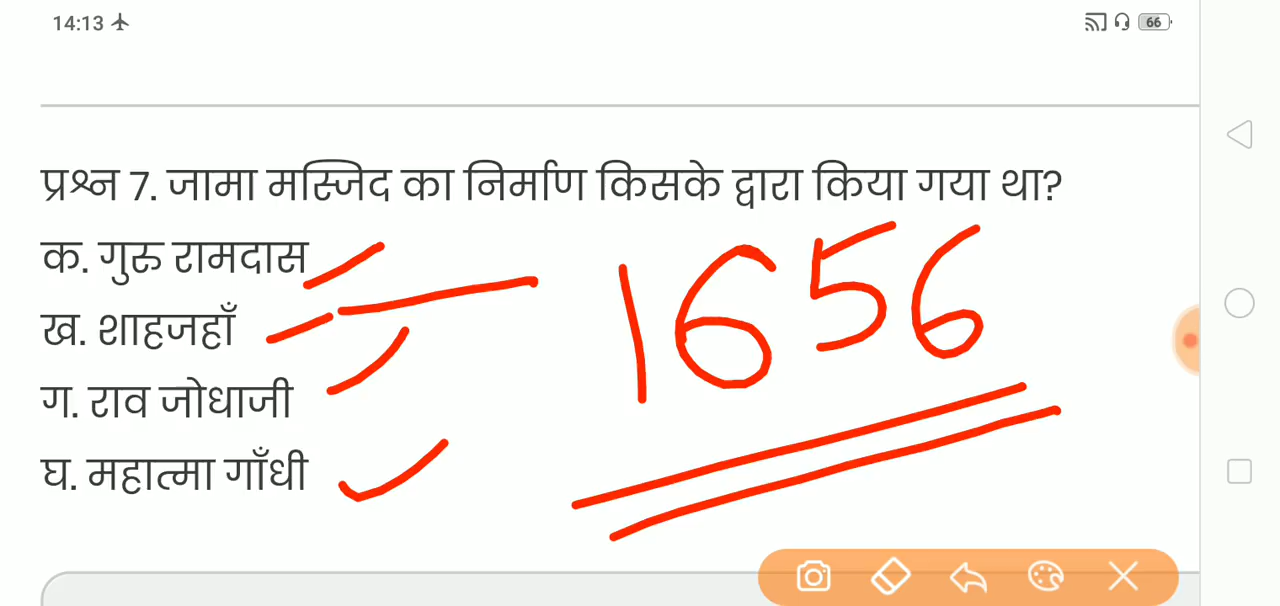 14:13
66
प्रश्न 7. जामा मस्जिद का निर्माण किसके द्वारा किया गया था?
क. गुरु रामदास
ख. शाहजहाँ
1656
ग. राव जोधाजी
घ. महात्मा गाँधी